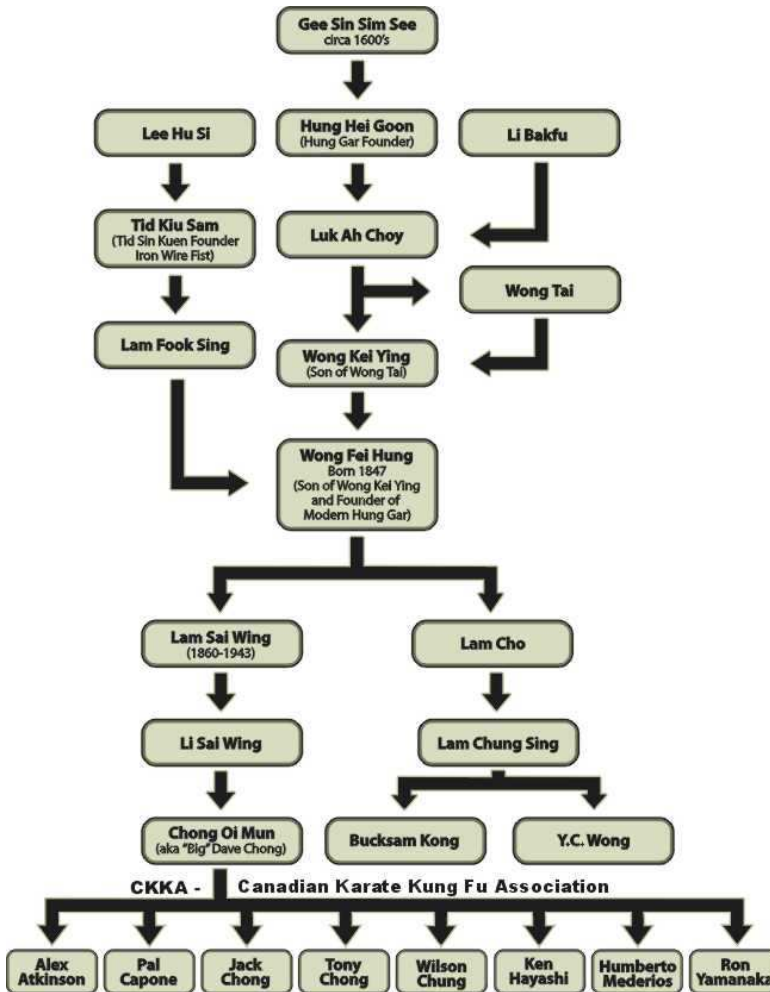 Gee Sin Sim See
circa 1600's
Lee Hu Si
Hung Hei Goon
(Hung Gar Founder)
Li Bakfu
Tid Kiu Sam
(Tid Sin Kuen Founder
Iron Wire Fist)
Luk Ah Choy
Wong Tai
Lam Fook Sing
Wong Kei Ying
(Son of Wong Tai)
Wong Fei Hung
Born 1847
(Son of Wong Kei Ying
and Founder of
Modern Hung Gar)
Lam Sai Wing
(1860-1943)
Lam Cho
Li Sai Wing
Lam Chung Sing
Chong Oi Mun
(aka "Big" Dave Chong)
Bucksam Kong
Y.C. Wong
CKKA - Canadian Karate Kung Fu Association
Alex
Atkinson
Pal
Capone
Jack
Chong
Tony
Chong
Wilson
Chung
Ken
Hayashi
Humberto
Mederios
Ron
Yamanaka